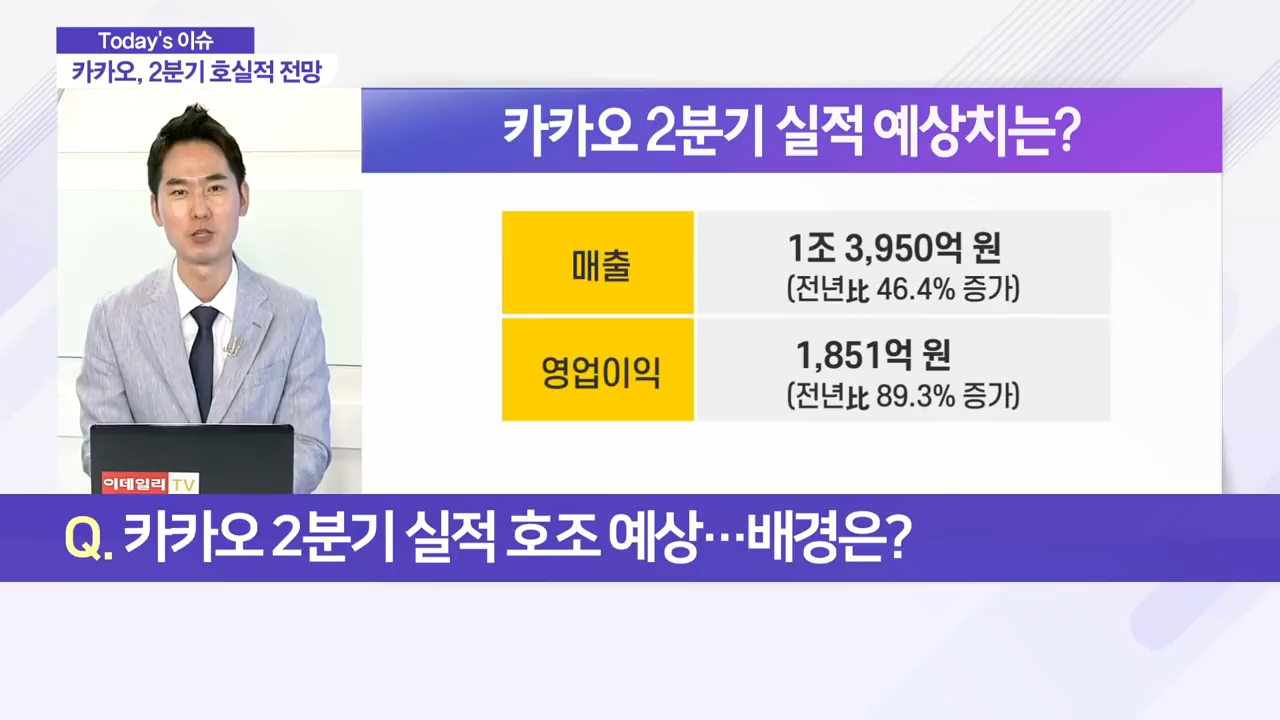 Today's 이슈
카카오, 2분기 호실적 전망
카카오 2분기 실적 예상치는?
매출
1조 3,950억 원
(전년比 46.4% 증가)
영업이익
1,851억 원
(전년比 89.3% 증가)
이데일리 TV
Q. 카카오 2분기 실적 호조 예상…배경은?